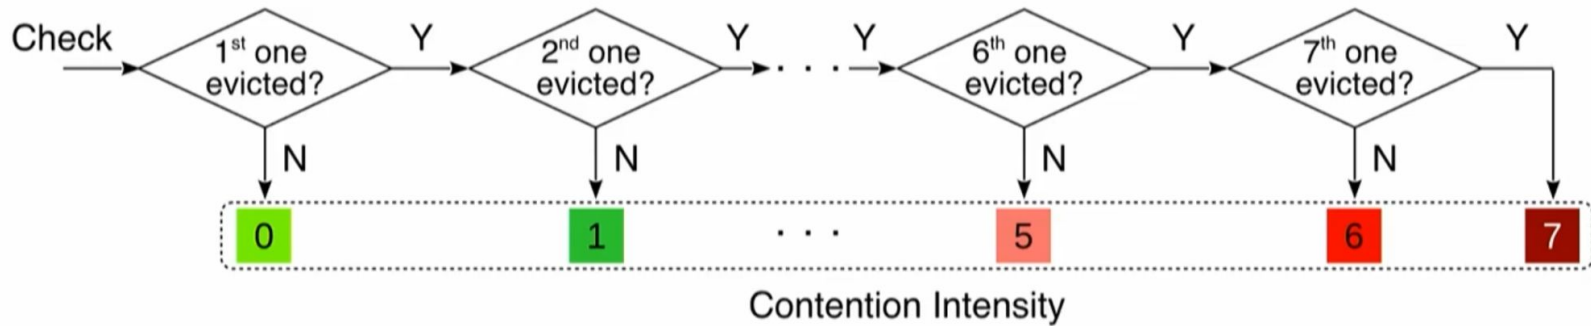 Check
1st one
evicted?
Y
2nd one
evicted?
Y
· · ·
Y
6th one
evicted?
Y
7th one
evicted?
Y
N
N
N
N
0
1
· · ·
5
6
7
Contention Intensity